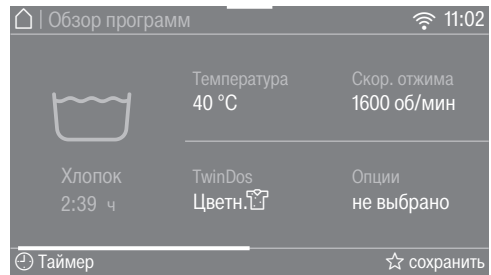 Обзор программ 11:02
Температура Скор. отжима
40 °C 1600 об/мин
Хлопок TwinDos Опции
2:39 ч Цветн. не выбрано
Таймер сохранить